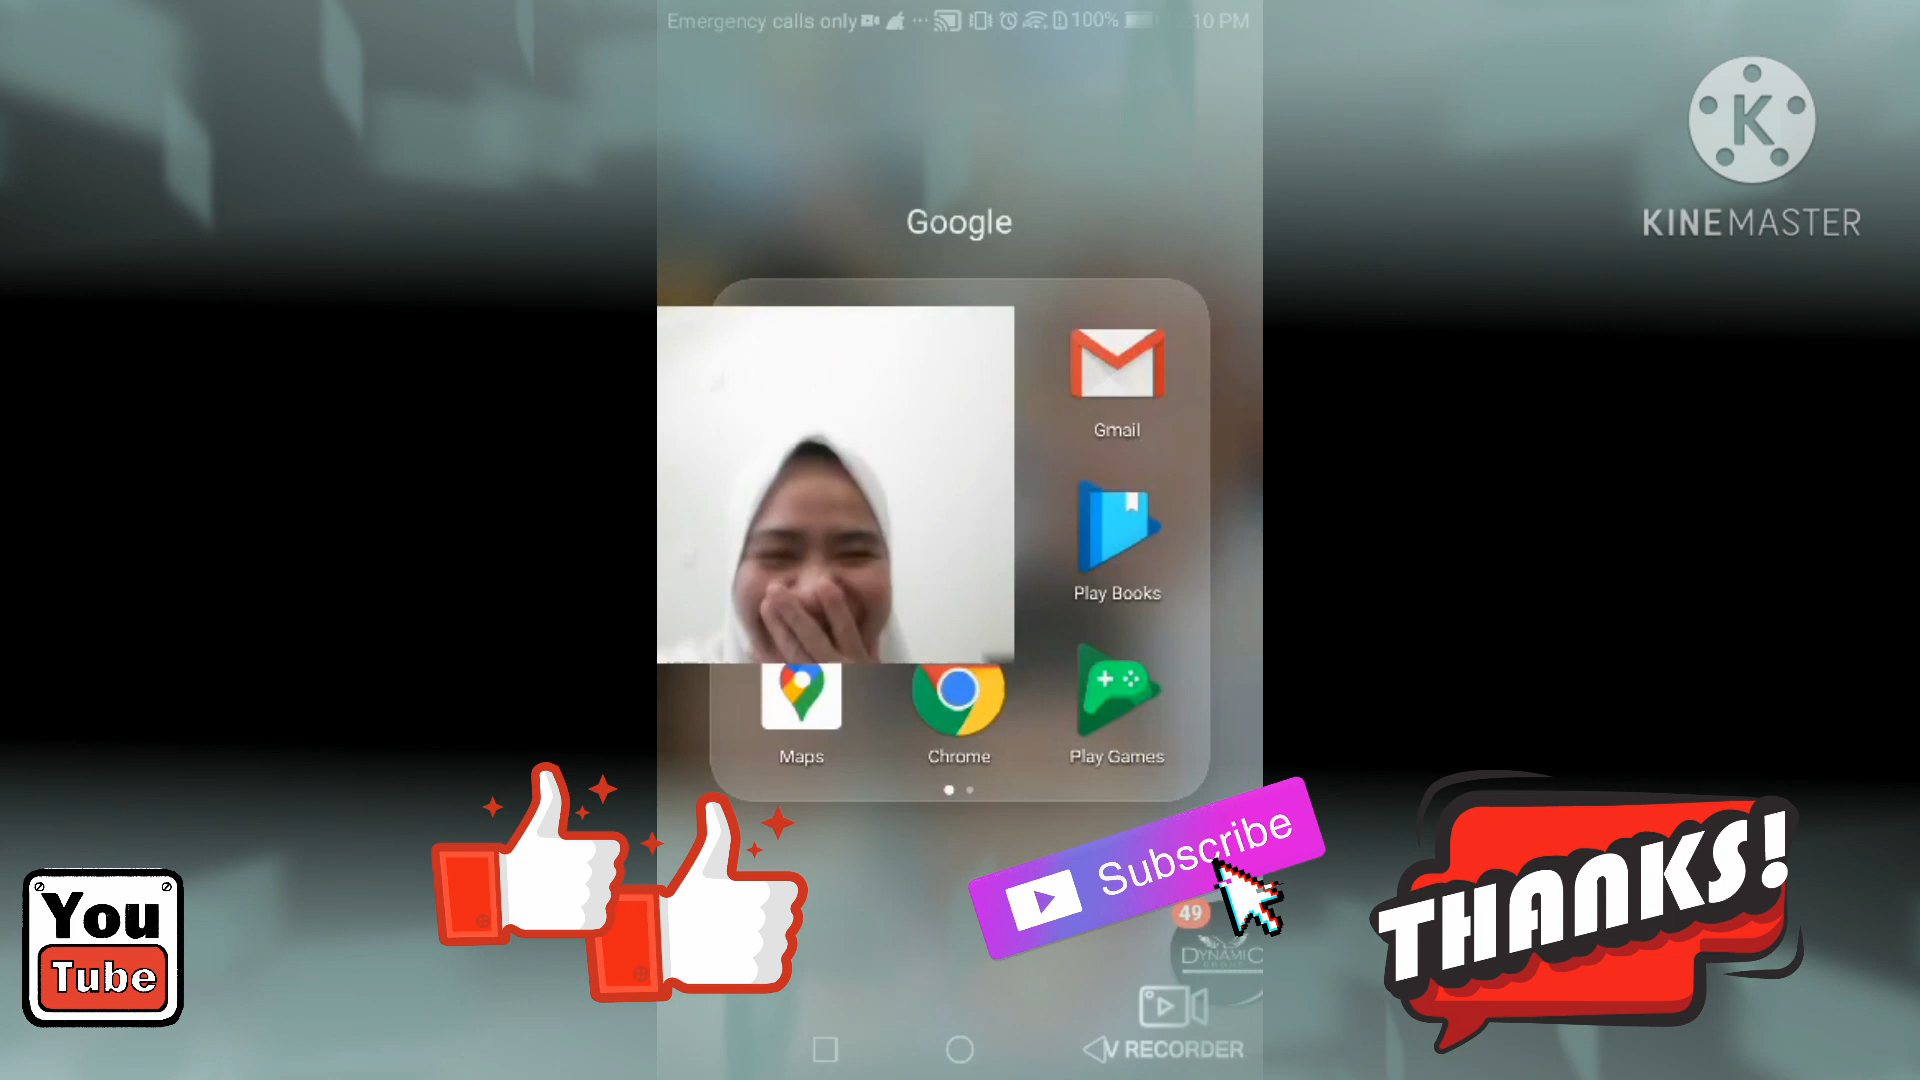 Emergency calls only
100%
10 PM
K
KINEMASTER
Google
Gmail
Play Books
Maps
Chrome
Play Games
Subscribe
THANKS!
You
Tube
49
DYNAMIC
V RECORDER